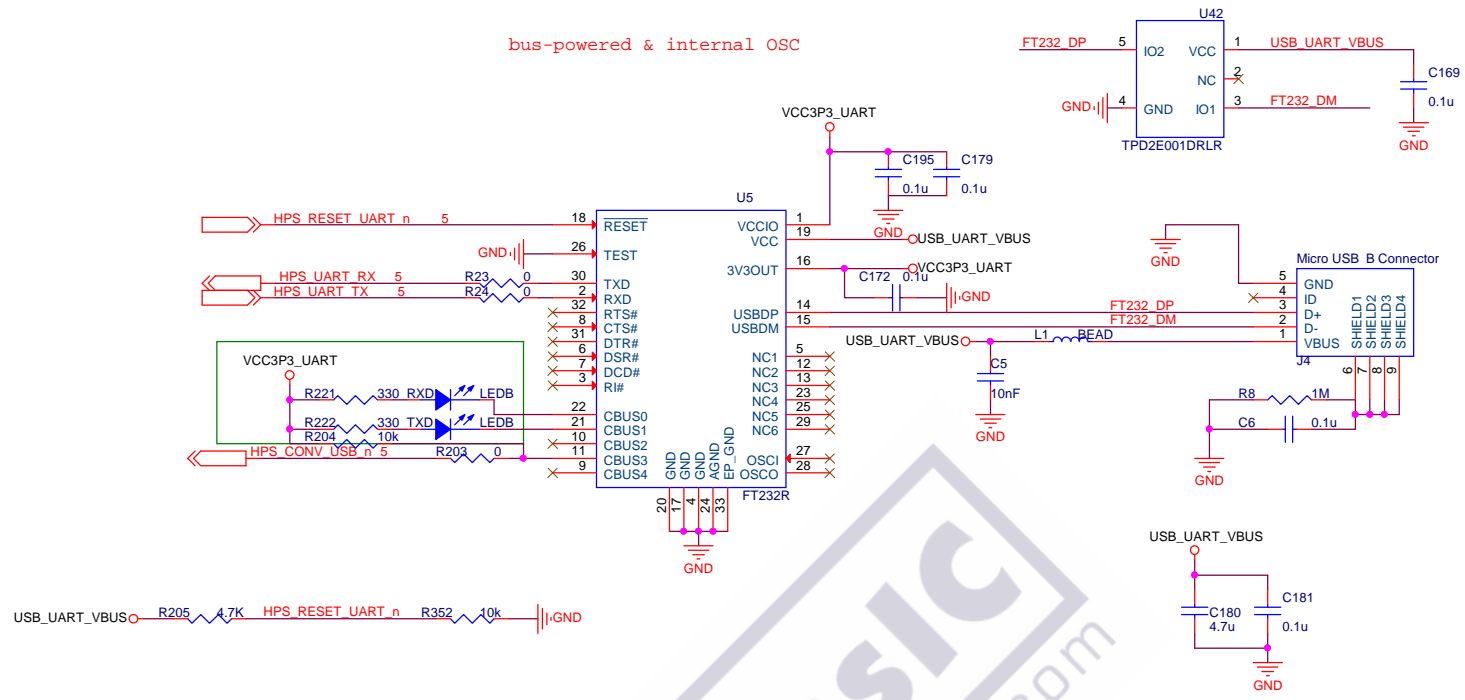 bus-powered & internal OSC
U42
FT232_DP 5 IO2 VCC 1 USB_UART_VBUS
NC 2
C169
0.1u
GND 4 GND IO1 3 FT232_DM
TPD2E001DRLR
GND
VCC3P3_UART
C195 C179
0.1u 0.1u
GND
U5
HPS_RESET_UART_n 5 18 RESET
GND 26 TEST
HPS_UART_RX 5 R23 0 30 TXD
HPS_UART_TX 5 R24 0 2 RXD
32 RTS#
8 CTS#
31 DTR#
6 DSR#
7 DCD#
3 RI#
22 CBUS0
21 CBUS1
10 CBUS2
11 CBUS3
9 CBUS4
VCCIO 1
VCC 19 USB_UART_VBUS
3V3OUT 16 VCC3P3_UART
C172 0.1u
GND
USBDP 14 FT232_DP
USBDM 15 FT232_DM
NC1 5
NC2 12
NC3 13
NC4 23
NC5 25
NC6 29
OSCI 27
OSCO 28
GND GND GND AGND EP_GND
20 17 4 24 33
FT232R
GND
VCC3P3_UART
R221 330 RXD LEDB
R222 330 TXD LEDB
R204 10k
HPS_CONV_USB_n 5 R203 0
GND
Micro USB B Connector
5 GND
4 ID
3 D+
2 D-
1 VBUS
SHIELD1 SHIELD2 SHIELD3 SHIELD4
J4
6 7 8 9
USB_UART_VBUS L1 BEAD
C5
10nF
GND
R8 1M
C6 0.1u
GND
USB_UART_VBUS
C180 C181
4.7u 0.1u
GND
USB_UART_VBUS R205 4.7K HPS_RESET_UART_n R352 10k GND
SIC
com